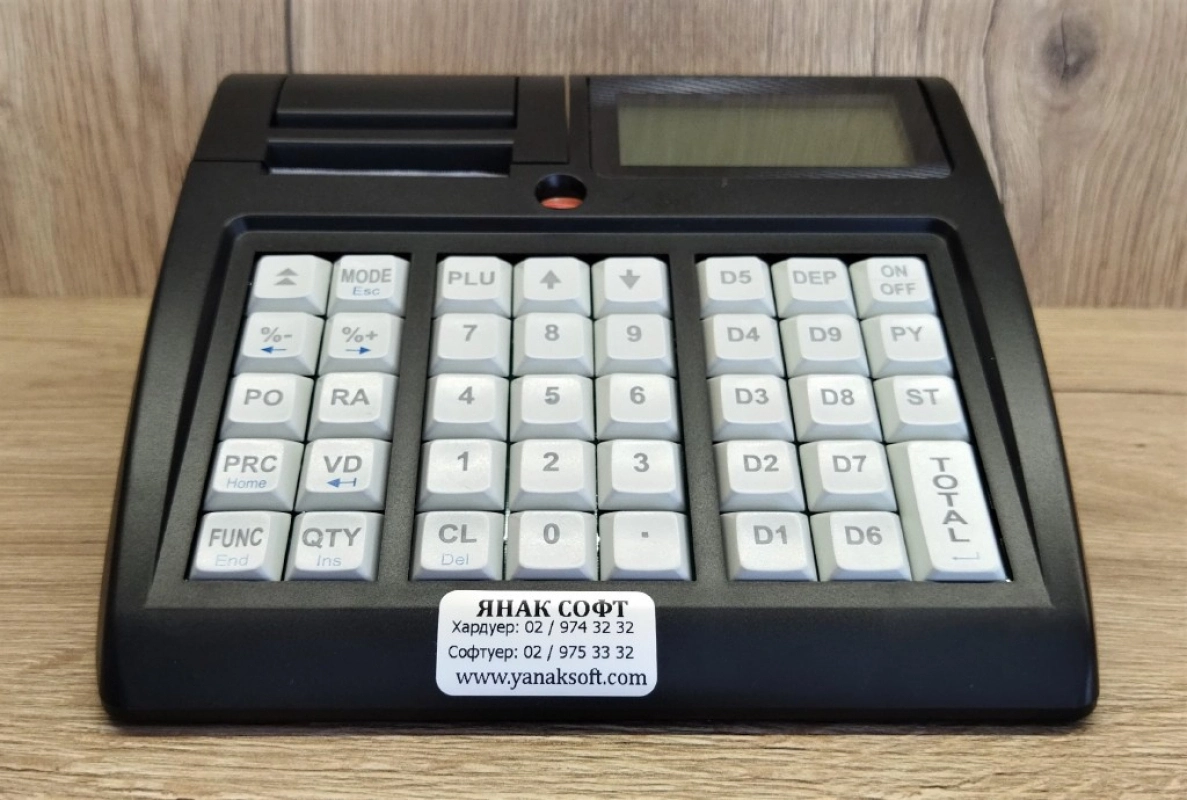 MODE PLU D5 DEP ON
Esc OFF
%- %+ 7 8 9 D4 D9 PY
PO RA 4 5 6 D3 D8 ST
PRC VD 1 2 3 D2 D7 TOTAL
Home
FUNC QTY CL 0 . D1 D6
End Ins Del
ЯНАК СОФТ
Хардуер: 02 / 974 32 32
Софтуер: 02 / 975 33 32
www.yanaksoft.com